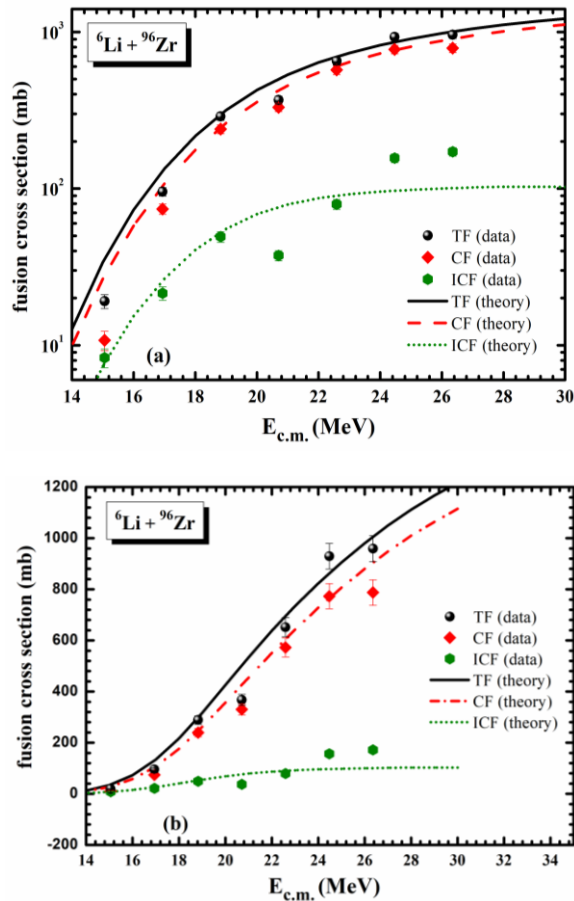 10³
⁶Li + ⁹⁶Zr
fusion cross section (mb)
10²
TF (data)
CF (data)
ICF (data)
TF (theory)
CF (theory)
ICF (theory)
10¹
(a)
14 16 18 20 22 24 26 28 30
E_c.m. (MeV)
1200
⁶Li + ⁹⁶Zr
1000
fusion cross section (mb)
800
TF (data)
CF (data)
600
ICF (data)
TF (theory)
400
CF (theory)
ICF (theory)
200
0
(b)
-200
14 16 18 20 22 24 26 28 30 32 34
E_c.m. (MeV)